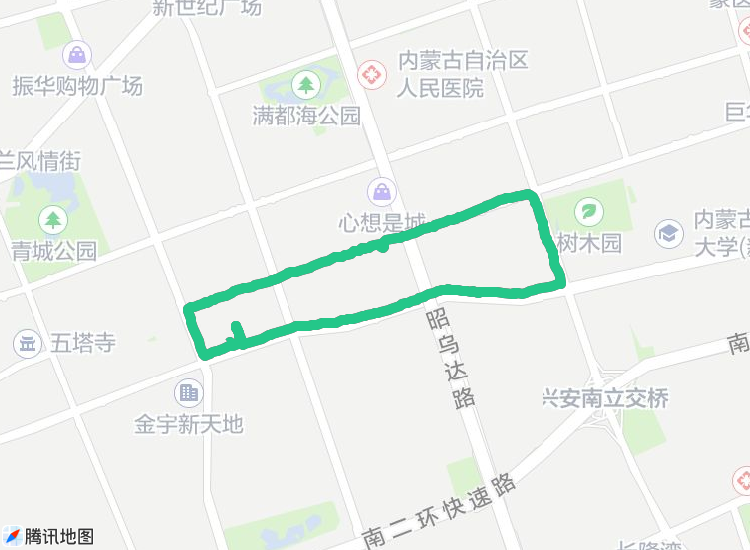 新世纪广场
振华购物广场
满都海公园
内蒙古自治区
人民医院
兰风情街
青城公园
心想是城
树木园
内蒙古
大学(
五塔寺
金宇新天地
昭乌达路
兴安南立交桥
南
南二环快速路
腾讯地图